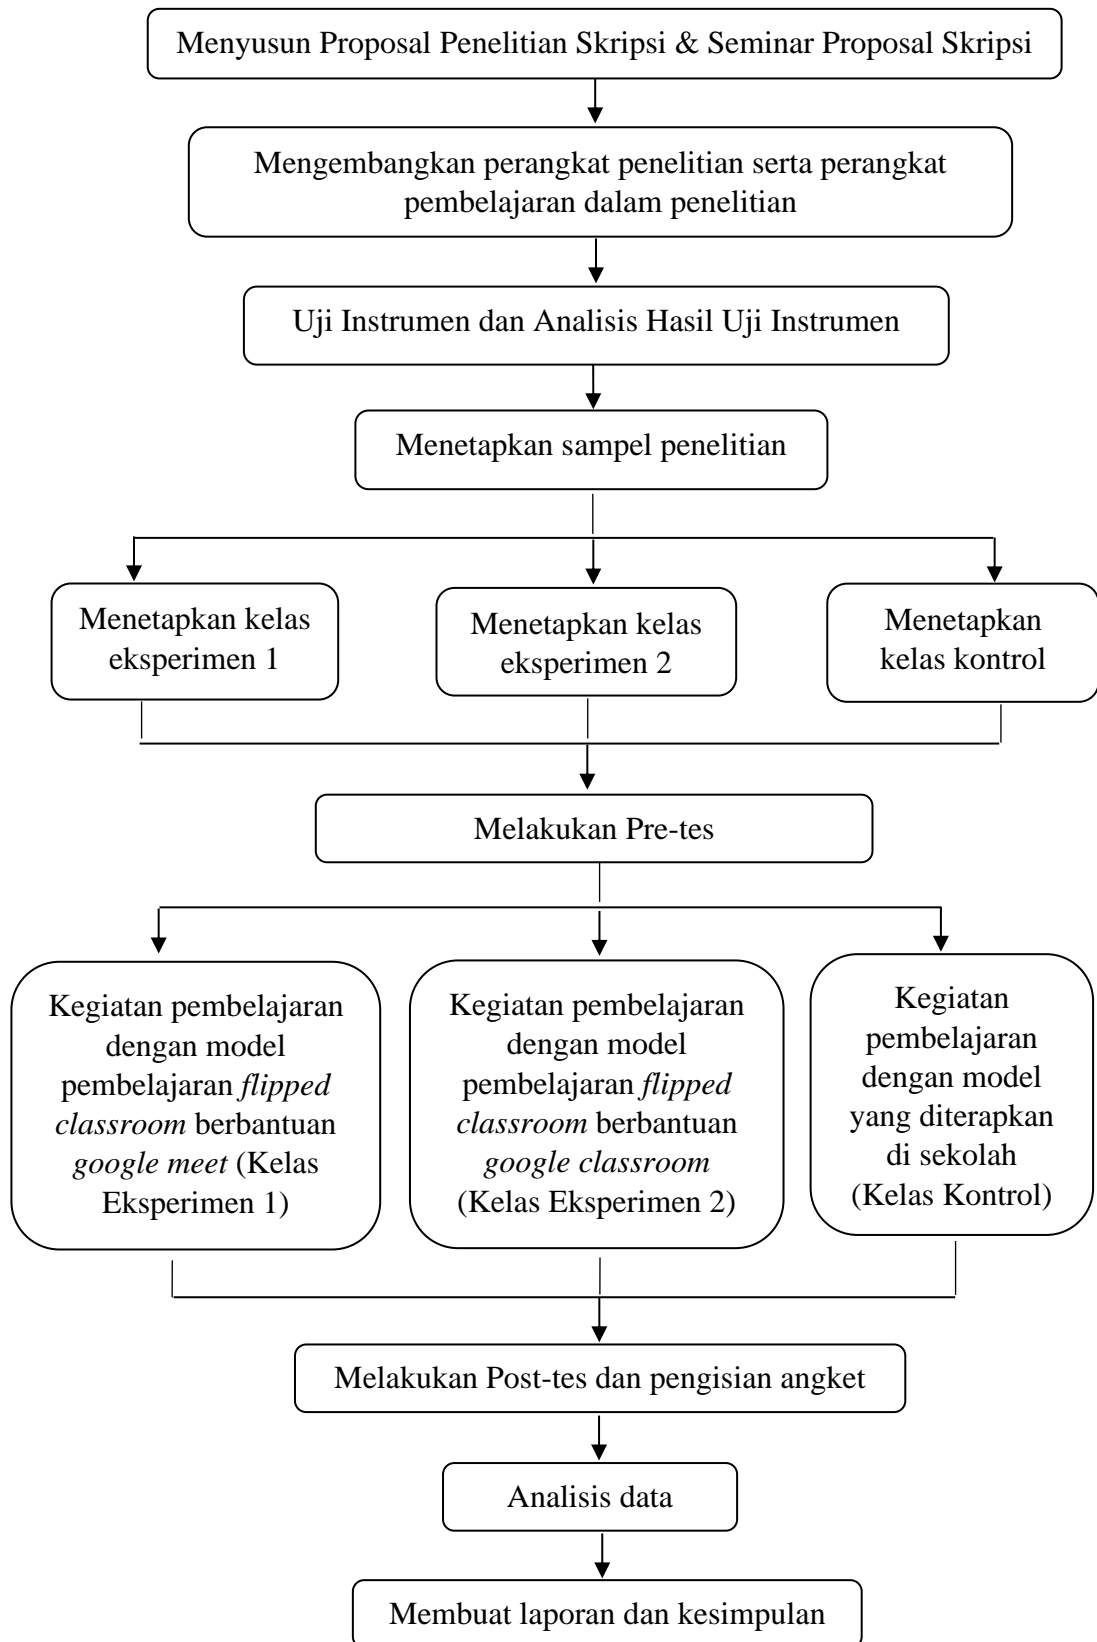 Menyusun Proposal Penelitian Skripsi & Seminar Proposal Skripsi
Mengembangkan perangkat penelitian serta perangkat
pembelajaran dalam penelitian
Uji Instrumen dan Analisis Hasil Uji Instrumen
Menetapkan sampel penelitian
Menetapkan kelas
eksperimen 1
Menetapkan kelas
eksperimen 2
Menetapkan
kelas kontrol
Melakukan Pre-tes
Kegiatan pembelajaran
dengan model
pembelajaran flipped
classroom berbantuan
google meet (Kelas
Eksperimen 1)
Kegiatan pembelajaran
dengan model
pembelajaran flipped
classroom berbantuan
google classroom
(Kelas Eksperimen 2)
Kegiatan
pembelajaran
dengan model
yang diterapkan
di sekolah
(Kelas Kontrol)
Melakukan Post-tes dan pengisian angket
Analisis data
Membuat laporan dan kesimpulan